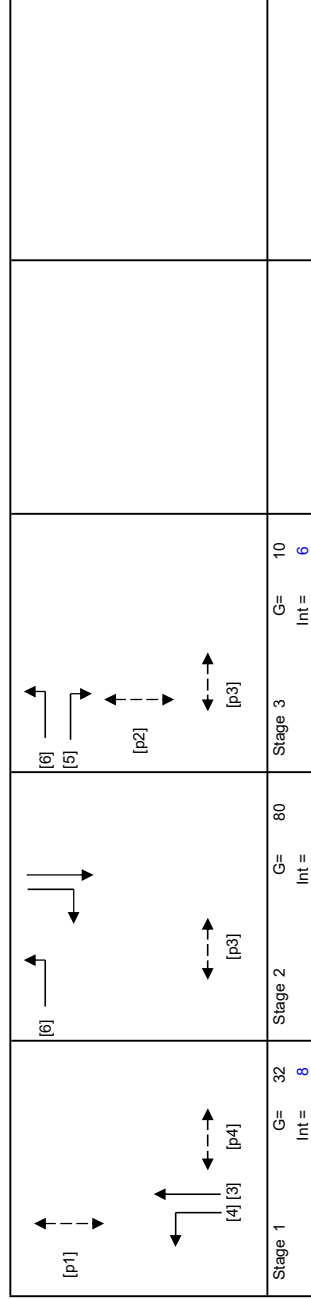 [p1]
[4] [3]
[p4]
Stage 1
G= 32
Int = 8
[6]
[p3]
Stage 2
G= 80
Int =
[6]
[5]
[p2]
[p3]
Stage 3
G= 10
Int = 6